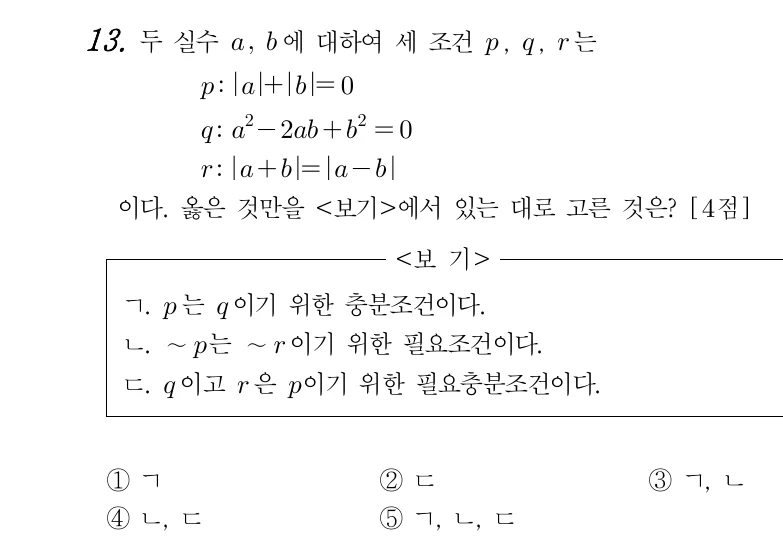 13. 두 실수 a, b에 대하여 세 조건 p, q, r는
p: |a|+|b|=0
q: a²-2ab+b²=0
r: |a+b|=|a-b|
이다. 옳은 것만을 <보기>에서 있는 대로 고른 것은? [4점]
<보 기>
ㄱ. p는 q이기 위한 충분조건이다.
ㄴ. ~p는 ~r이기 위한 필요조건이다.
ㄷ. q이고 r은 p이기 위한 필요충분조건이다.
① ㄱ ② ㄷ ③ ㄱ, ㄴ
④ ㄴ, ㄷ ⑤ ㄱ, ㄴ, ㄷ